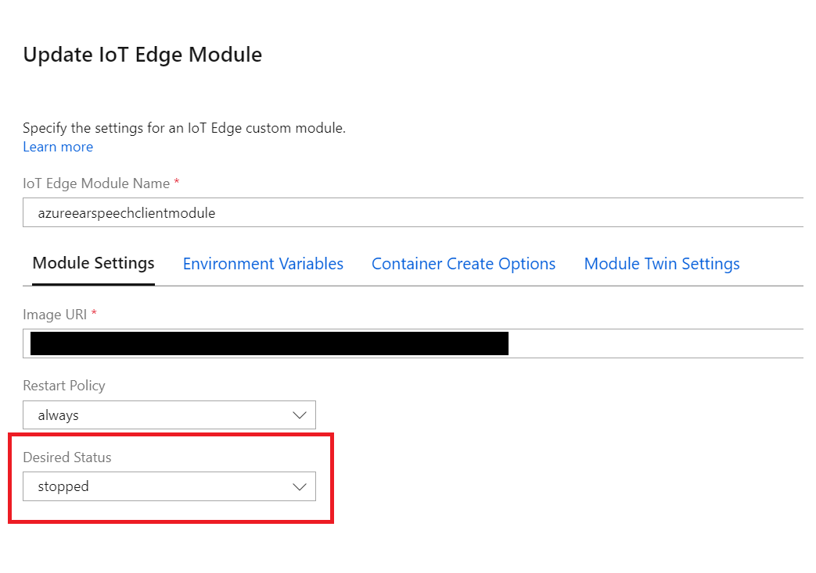 Update IoT Edge Module
Specify the settings for an IoT Edge custom module.
Learn more
IoT Edge Module Name *
azureearspeechclientmodule
Module Settings Environment Variables Container Create Options Module Twin Settings
Image URI *
Restart Policy
always
Desired Status
stopped